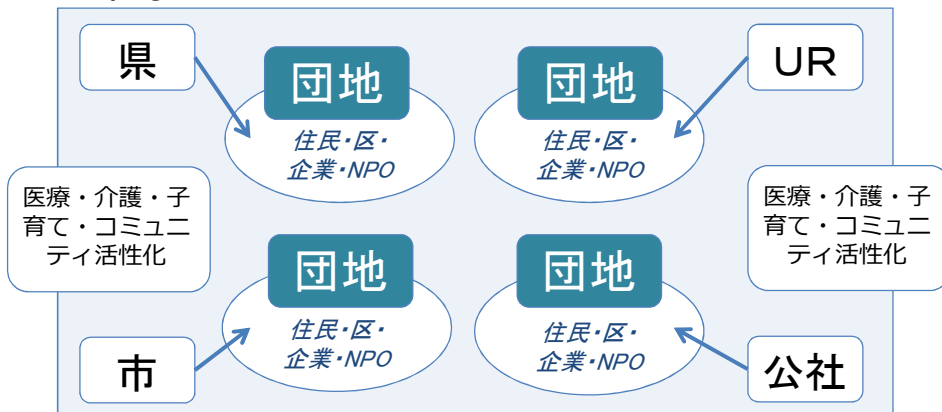 県
団地
団地
UR
住民・区・
企業・NPO
住民・区・
企業・NPO
医療・介護・子
育て・コミュニ
ティ活性化
医療・介護・子
育て・コミュニ
ティ活性化
団地
団地
住民・区・
企業・NPO
住民・区・
企業・NPO
市
公社